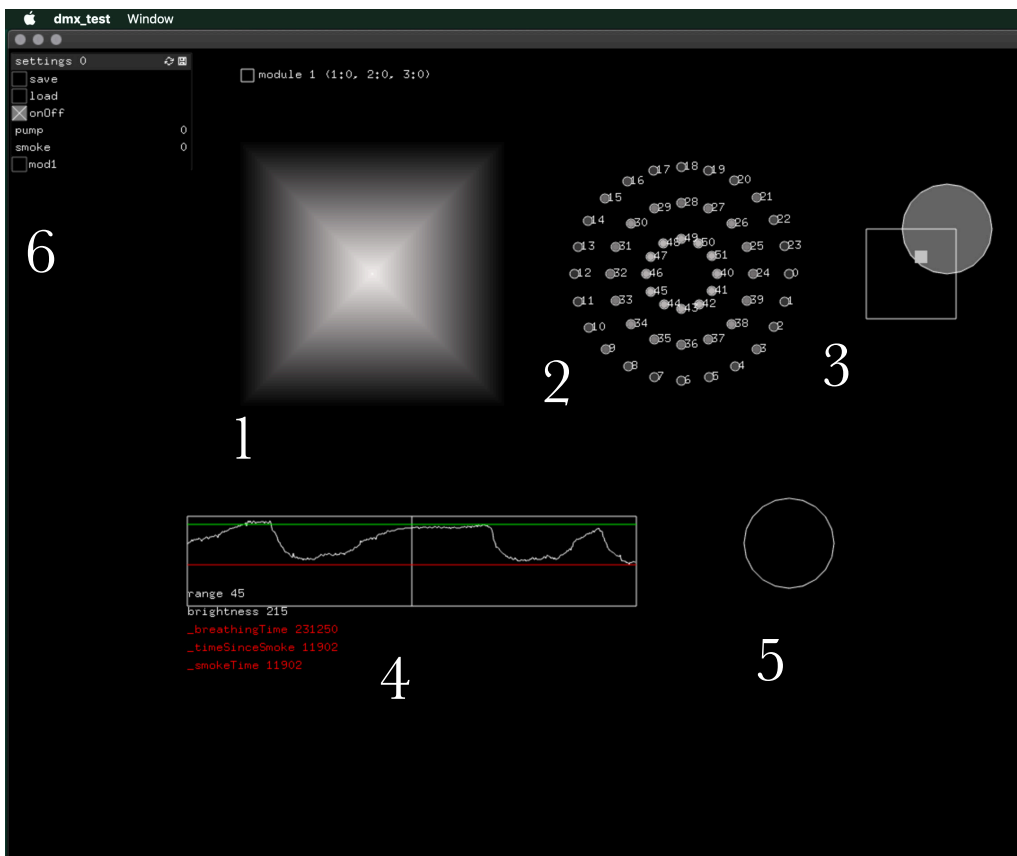 dmx_test Window
settings 0
save
load
onOff
pump 0
smoke 0
mod1
module 1 (1:0, 2:0, 3:0)
17 18 19
16 20
15 21
14 29 28 27 22
30 26
13 31 48 49 50 25 23
47 51
12 32 46 40 24 0
45 41
11 33 44 43 42 39 1
10 34 38 2
9 35 36 37 3
8 4
7 6 5
6
1
2
3
range 45
brightness 215
_breathingTime 231250
_timeSinceSmoke 11902
_smokeTime 11902
4
5